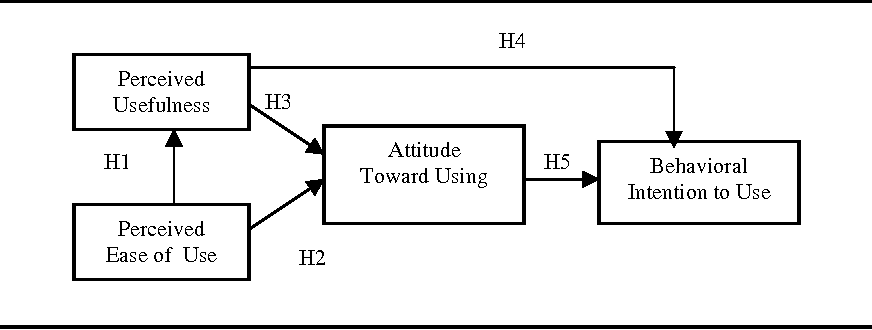 H4
Perceived
Usefulness
H3
Attitude
Toward Using
H1
H5
Behavioral
Intention to Use
Perceived
Ease of  Use
H2